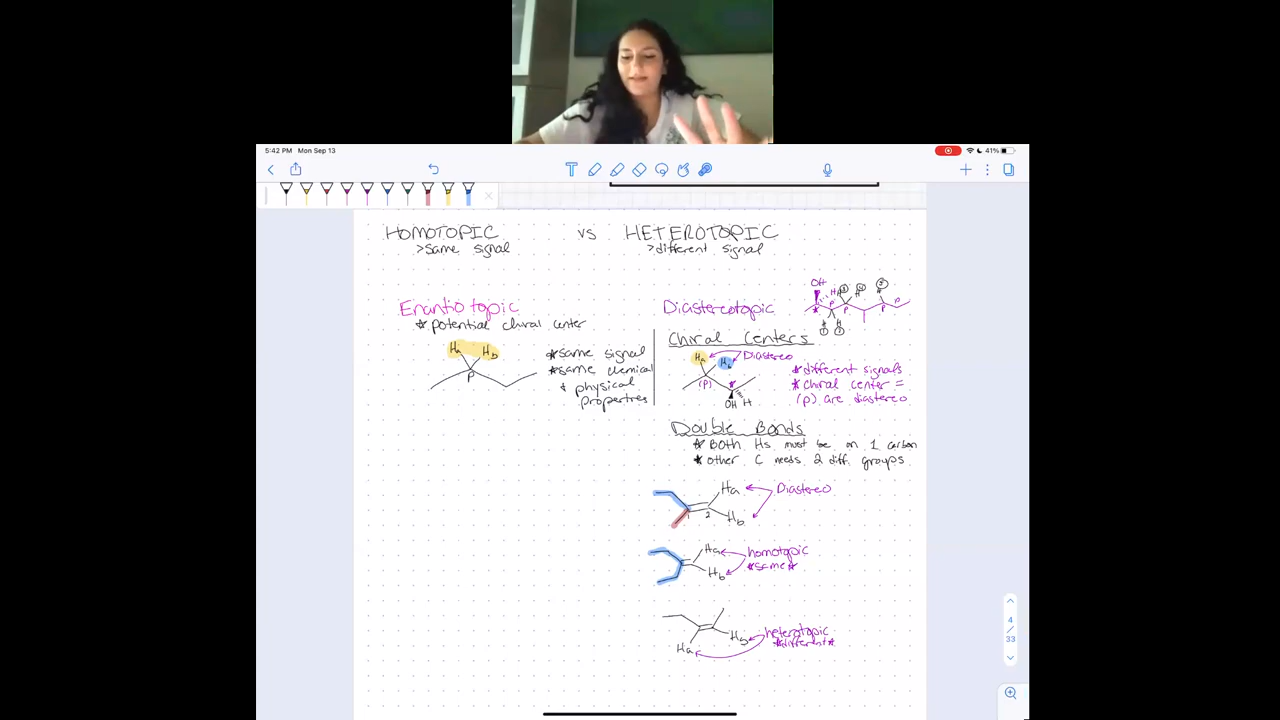 5:42 PM Mon Sep 13
41%
T
HOMOTOPIC vs HETEROTOPIC
>Same signal
>different signal
OH
H
Enantiotopic
Diastereotopic
* potential chiral center
Chiral Centers
Ha Hb
P
* same signal
* same chemical
& physical
properties
Ha Hb Diastereo
(P)
OH H
* different signals
* chiral center =
(p) are diastereo
Double Bonds
* Both Hs must be on 1 carbon
* other C needs 2 diff. groups
Ha Diastereo
1 2
Hb
Ha homotopic
*same*
Hb
Hb heterotopic
*different*
Ha
4
/
33